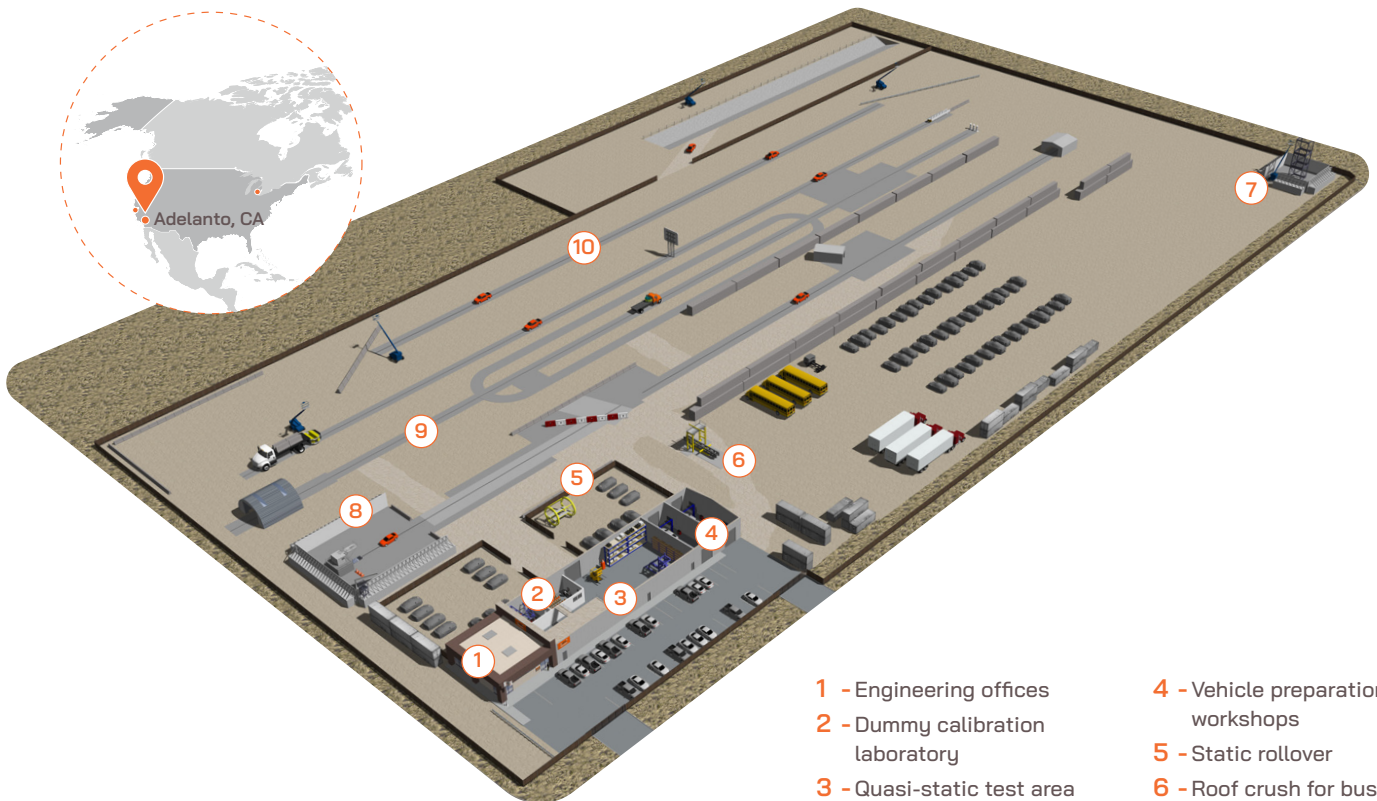 Adelanto, CA
7
10
9
6
5
8
4
2
3
1
1 - Engineering offices
2 - Dummy calibration
laboratory
3 - Quasi-static test area
4 - Vehicle preparation
workshops
5 - Static rollover
6 - Roof crush for bus